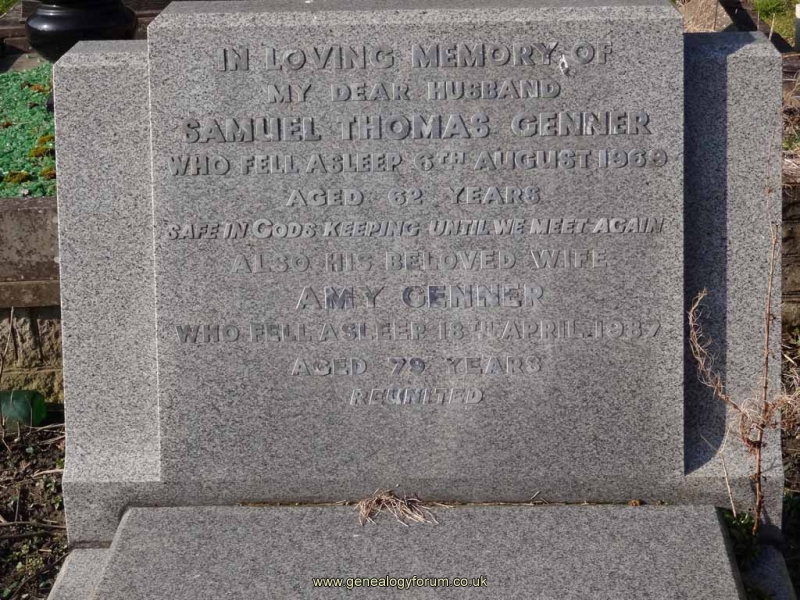 IN LOVING MEMORY OF
MY DEAR HUSBAND
SAMUEL THOMAS GENNER
WHO FELL ASLEEP 6TH AUGUST 1969
AGED 62 YEARS
SAFE IN GODS KEEPING UNTIL WE MEET AGAIN
ALSO HIS BELOVED WIFE
AMY GENNER
WHO FELL ASLEEP 18TH APRIL 1987
AGED 79 YEARS
REUNITED
www.genealogyforum.co.uk